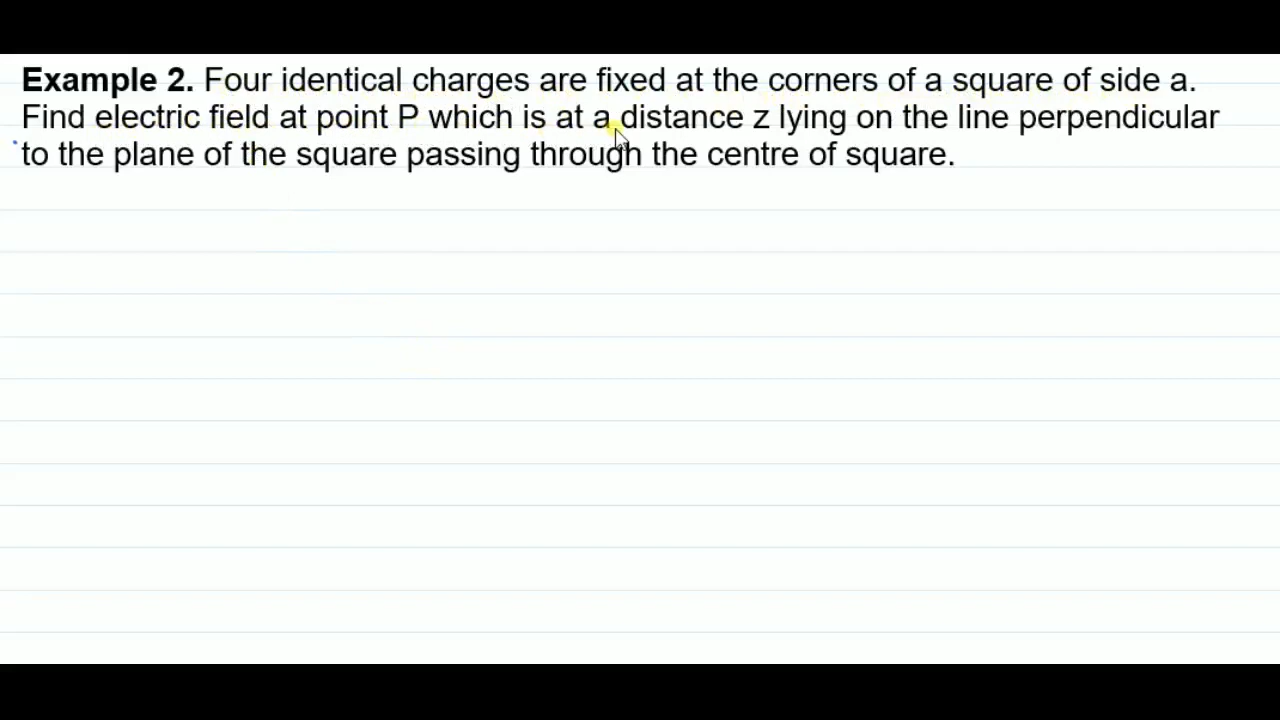 Example 2. Four identical charges are fixed at the corners of a square of side a.
Find electric field at point P which is at a distance z lying on the line perpendicular
to the plane of the square passing through the centre of square.